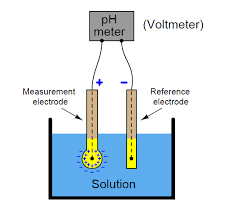 pH
meter
(Voltmeter)
+
-
Measurement
electrode
Reference
electrode
Solution